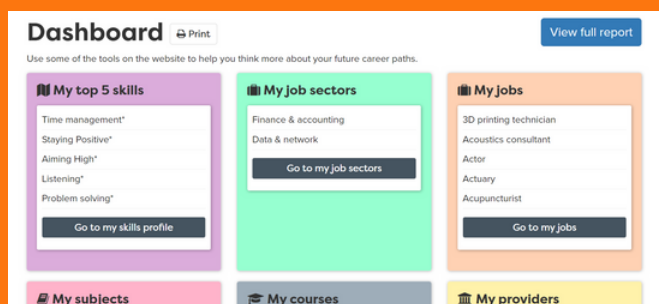 Dashboard
Print
View full report
Use some of the tools on the website to help you think more about your future career paths.
My top 5 skills
Time management*
Staying Positive*
Aiming High*
Listening*
Problem solving*
Go to my skills profile
My job sectors
Finance & accounting
Data & network
Go to my job sectors
My jobs
3D printing technician
Acoustics consultant
Actor
Actuary
Acupuncturist
Go to my jobs
My subjects
My courses
My providers